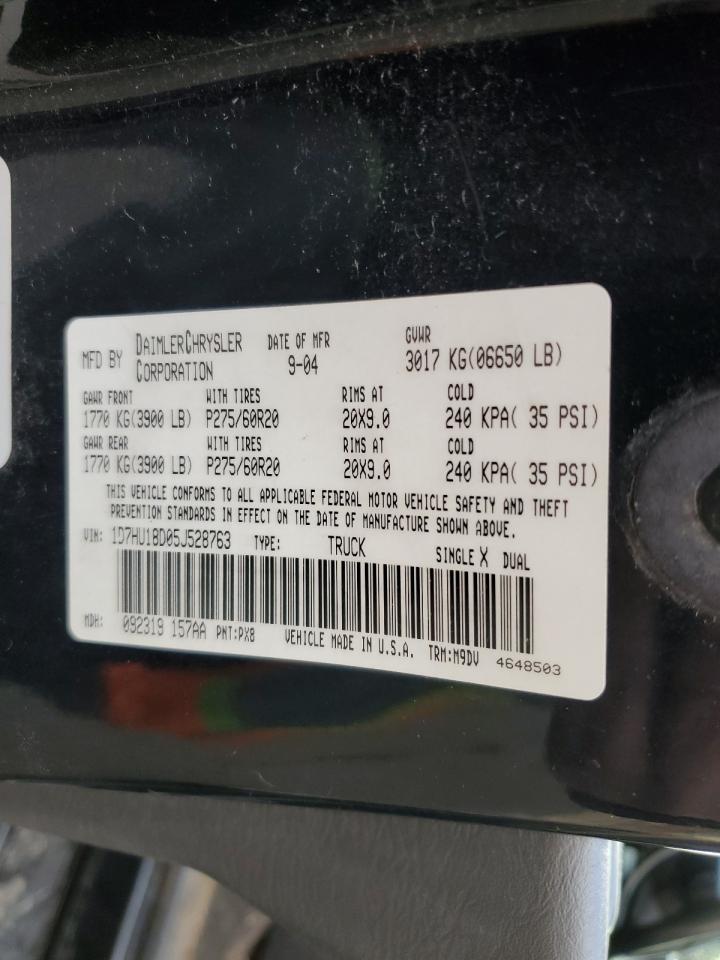 MFD BY DAIMLERCHRYSLER CORPORATION DATE OF MFR 9-04 GVWR 3017 KG(06650 LB)
GAWR FRONT WITH TIRES RIMS AT COLD
1770 KG(3900 LB) P275/60R20 20X9.0 240 KPA( 35 PSI)
GAWR REAR WITH TIRES RIMS AT COLD
1770 KG(3900 LB) P275/60R20 20X9.0 240 KPA( 35 PSI)
THIS VEHICLE CONFORMS TO ALL APPLICABLE FEDERAL MOTOR VEHICLE SAFETY AND THEFT
PREVENTION STANDARDS IN EFFECT ON THE DATE OF MANUFACTURE SHOWN ABOVE.
VIN: 1D7HU18D05J528763 TYPE: TRUCK SINGLE X DUAL
MDH: 092319 157AA PNT:PX8 VEHICLE MADE IN U.S.A. TRM:M9DV 4648503